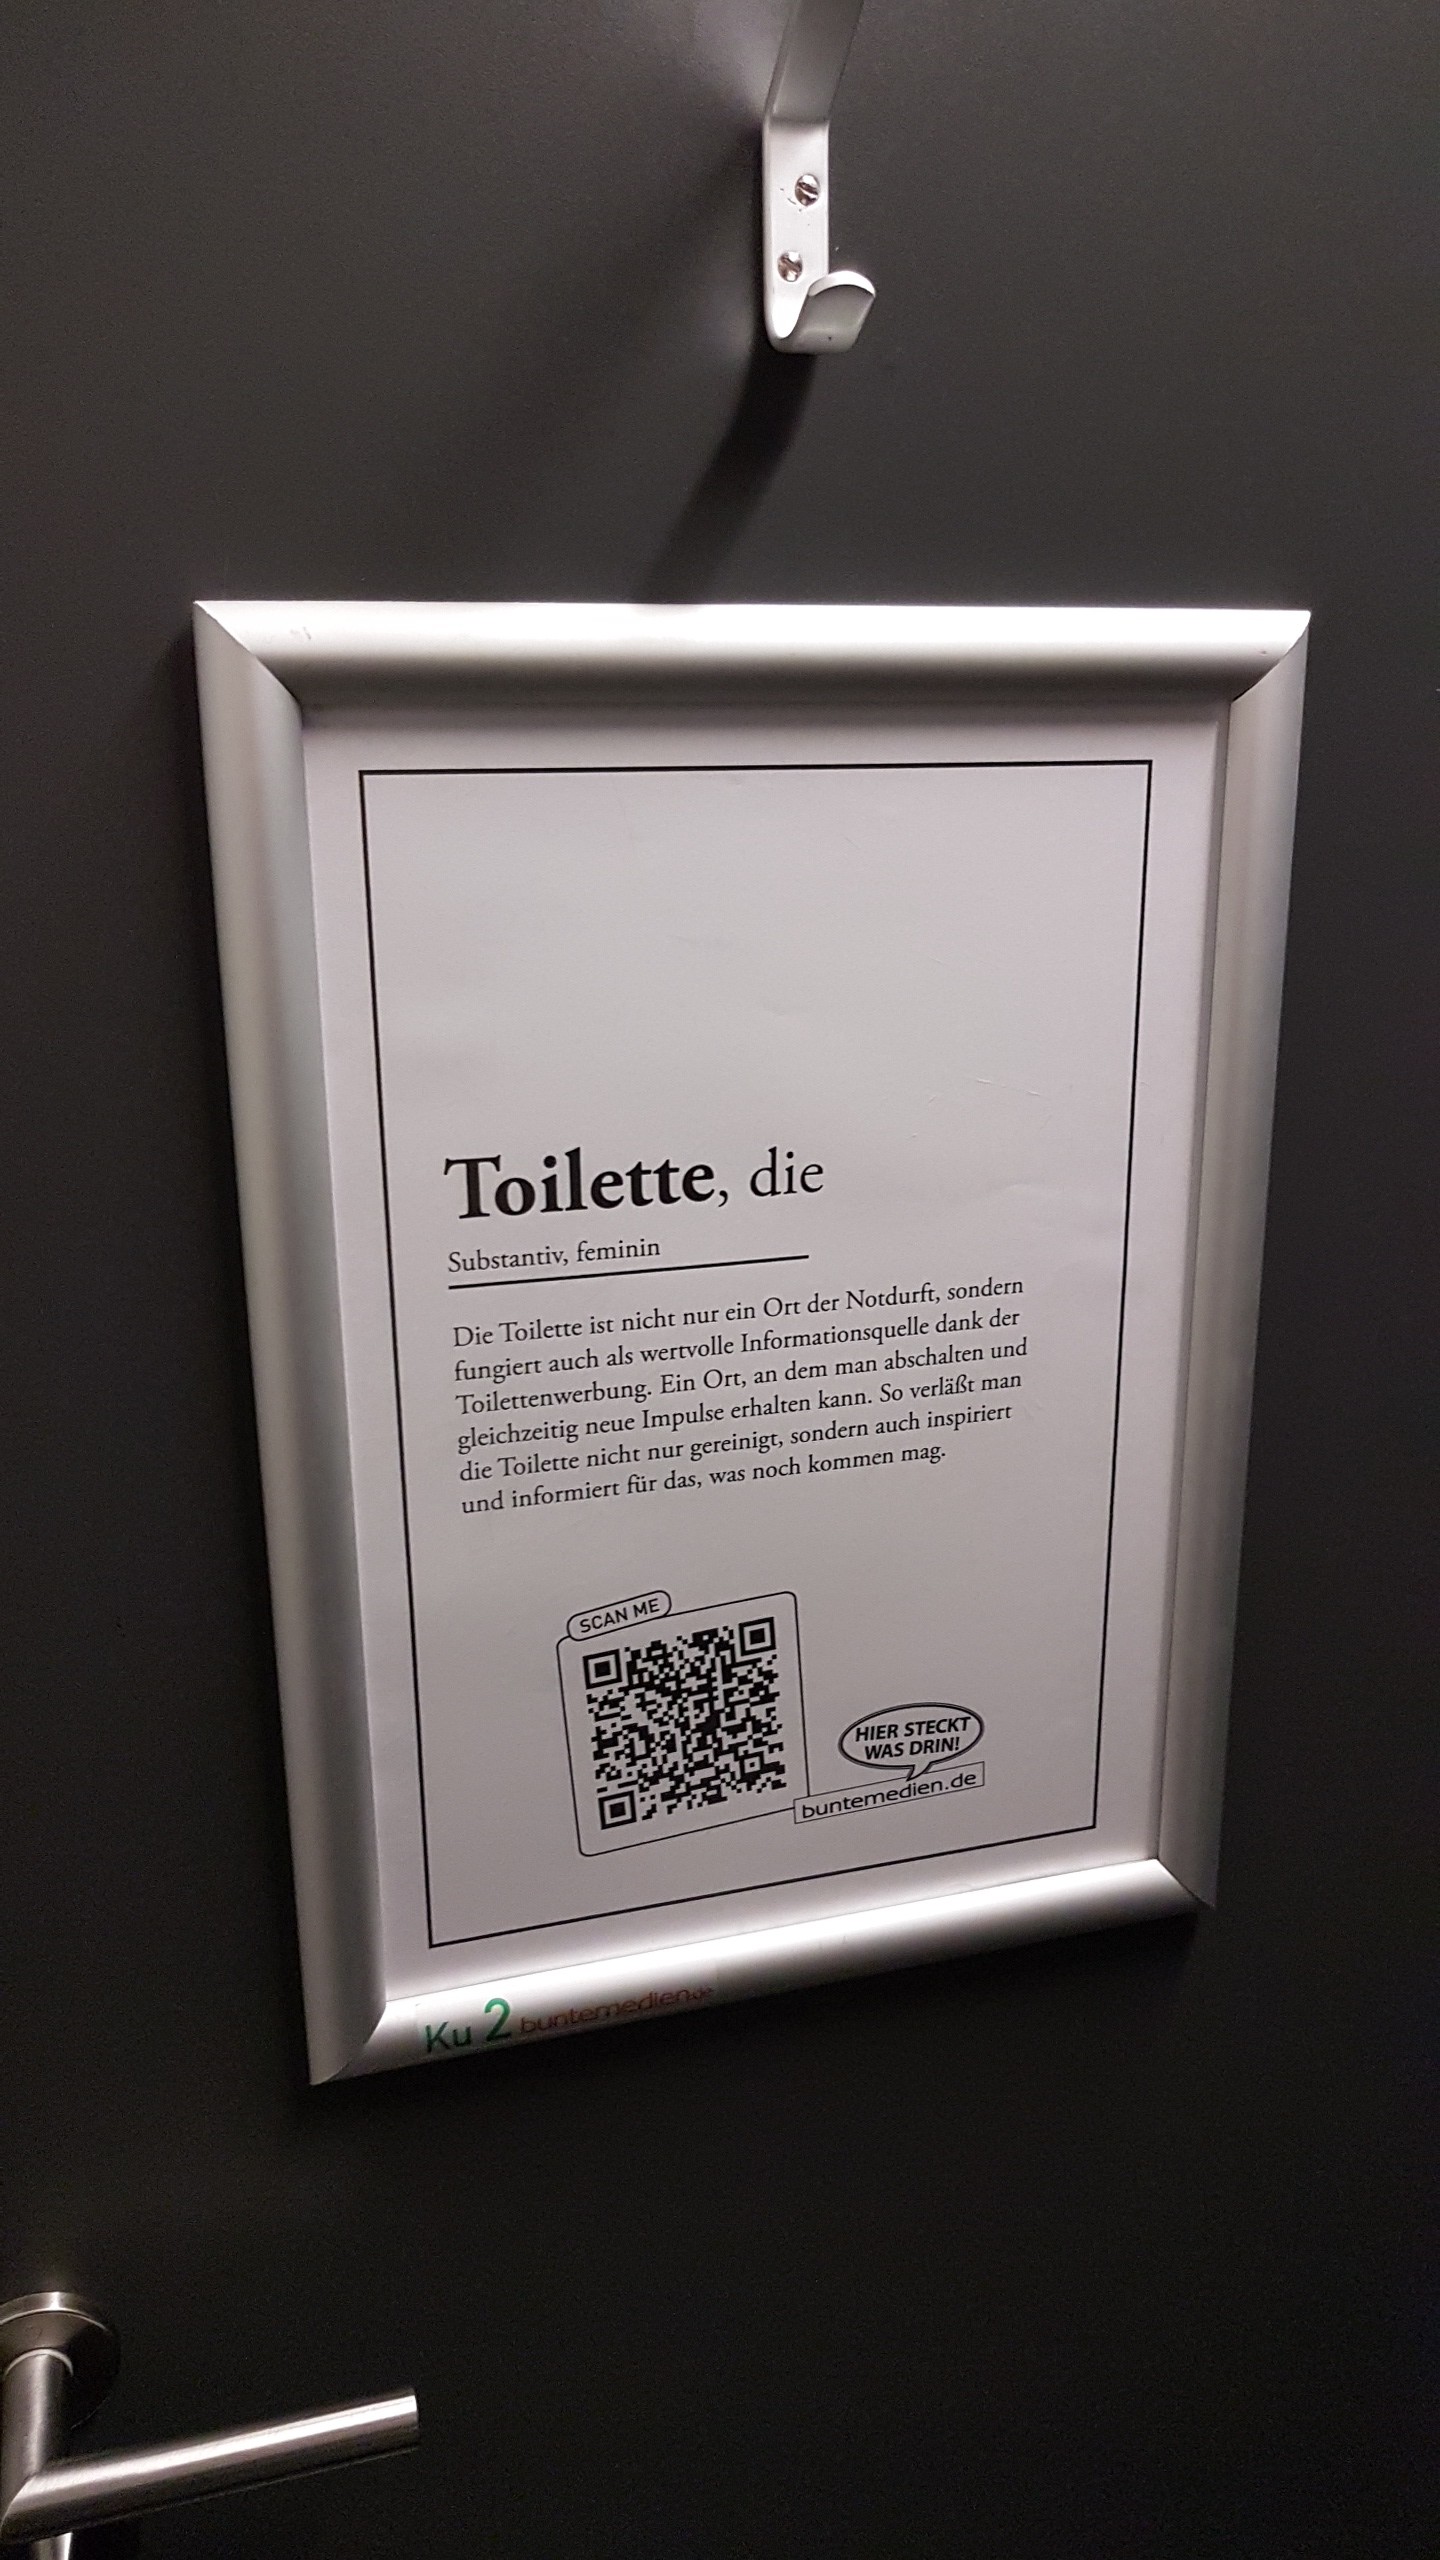 Toilette, die
Substantiv, feminin
Die Toilette ist nicht nur ein Ort der Notdurft, sondern
fungiert auch als wertvolle Informationsquelle dank der
Toilettenwerbung. Ein Ort, an dem man abschalten und
gleichzeitig neue Impulse erhalten kann. So verläßt man
die Toilette nicht nur gereinigt, sondern auch inspiriert
und informiert für das, was noch kommen mag.
SCAN ME
HIER STECKT
WAS DRIN!
buntemedien.de
Ku 2 buntemedien.de